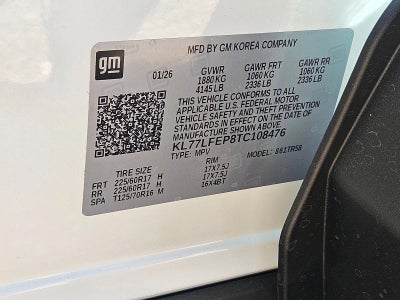 gm
MFD BY GM KOREA COMPANY
01/26 GVWR GAWR FRT GAWR RR
1880 KG 1060 KG 1060 KG
4145 LB 2336 LB 2336 LB
THIS VEHICLE CONFORMS TO ALL
APPLICABLE U.S. FEDERAL MOTOR
VEHICLE SAFETY AND THEFT PREVENTION
STANDARDS IN EFFECT ON THE DATE OF
MANUFACTURE SHOWN ABOVE.
KL77LFEP8TC108476
TYPE: MPV MODEL: 861TR58
TIRE SIZE RIM
FRT 225/60R17 H 17X7.5J
RR 225/60R17 H 17X7.5J
SPA T125/70R16 M 16X4BT